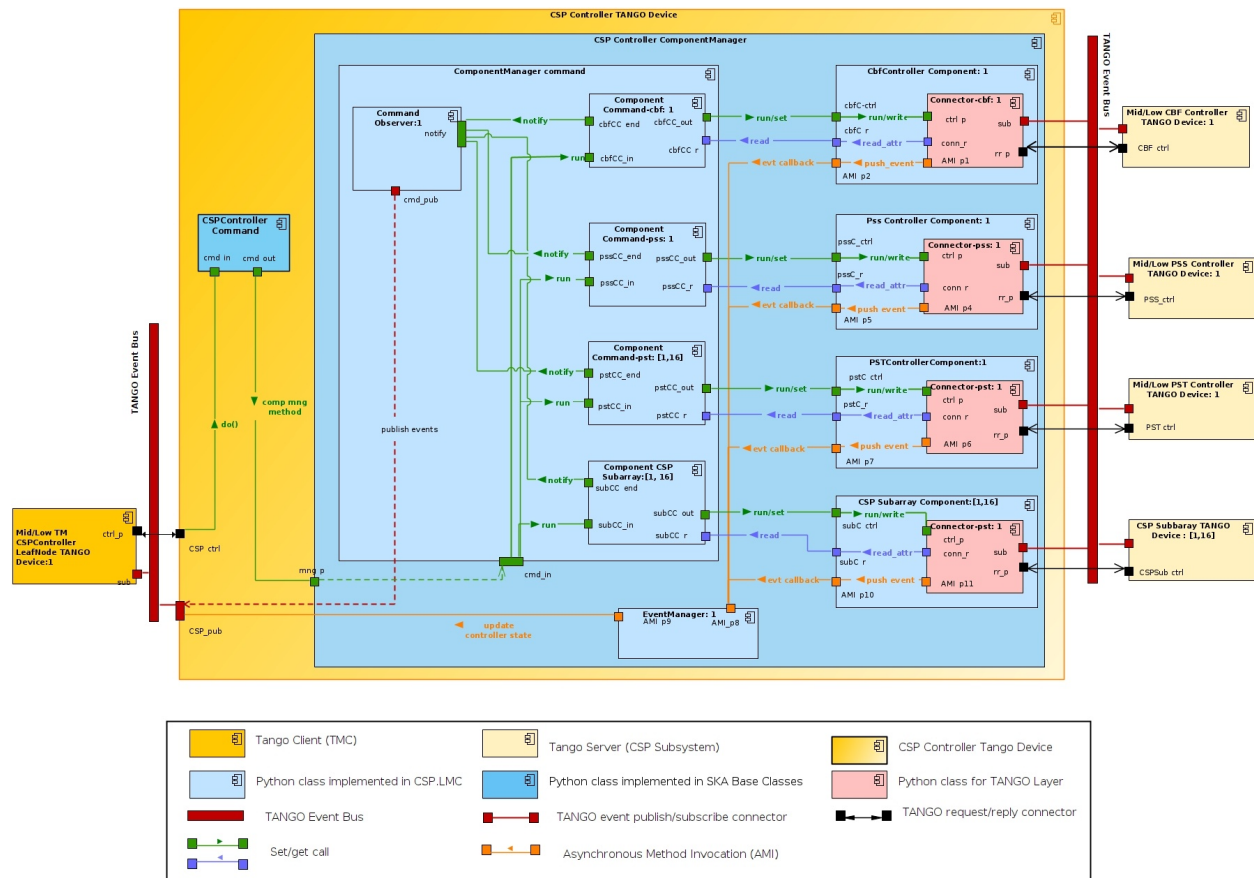 CSP Controller TANGO Device
CSP Controller ComponentManager
ComponentManager command
Command
Observer:1
notify
cmd_pub
publish events
CSPController
Command
cmd in
cmd out
comp mng
method
do()
TANGO Event Bus
Mid/Low TM
CSPController
LeafNode TANGO
Device:1
ctrl_p
sub
CSP ctrl
CSP_pub
mng p
cmd_in
Component
Command-cbf: 1
cbfCC end
cbfCC_out
cbfCC_in
cbfCC r
notify
run
run/set
read
evt callback
Component
Command-pss: 1
pssCC_end
pssCC_out
pssCC_in
pssCC_r
notify
run
run/set
read
evt callback
Component
Command-pst: [1,16]
pstCC_end
pstCC_out
pstCC_in
pstCC r
notify
run
run/set
read
evt callback
Component CSP
Subarray:[1, 16]
subCC end
subCC out
subCC_in
subCC r
notify
run
run/set
read
evt callback
EventManager: 1
AMI p9
AMI_p8
update
controller state
CbfController Component: 1
cbfC-ctrl
run/write
cbfC r
read_attr
push_event
AMI p2
Connector-cbf: 1
ctrl p
sub
conn_r
rr p
AMI p1
Pss Controller Component: 1
pssC_ctrl
run/write
pssC_r
read_attr
push event
AMI p5
Connector-pss: 1
ctrl p
sub
conn r
rr_p
AMI p4
PSTControllerComponent:1
pstC ctrl
run/write
pstC_r
read_attr
push event
AMI p7
Connector-pst: 1
ctrl p
sub
conn r
rr_p
AMI p6
CSP Subarray Component:[1,16]
subC ctrl
run/write
subC r
read_attr
push event
AMI p10
Connector-pst: 1
ctrl_p
sub
conn_r
rr_p
AMI p11
TANGO Event Bus
Mid/Low CBF Controller
TANGO Device: 1
CBF ctrl
Mid/Low PSS Controller
TANGO Device: 1
PSS_ctrl
Mid/Low PST Controller
TANGO Device: 1
PST ctrl
CSP Subbaray TANGO
Device : [1,16]
CSPSub ctrl
Tango Client (TMC)
Tango Server (CSP Subsystem)
CSP Controller Tango Device
Python class implemented in CSP.LMC
Python class implemented in SKA Base Classes
Python class for TANGO Layer
TANGO Event Bus
TANGO event publish/subscribe connector
TANGO request/reply connector
Set/get call
Asynchronous Method Invocation (AMI)